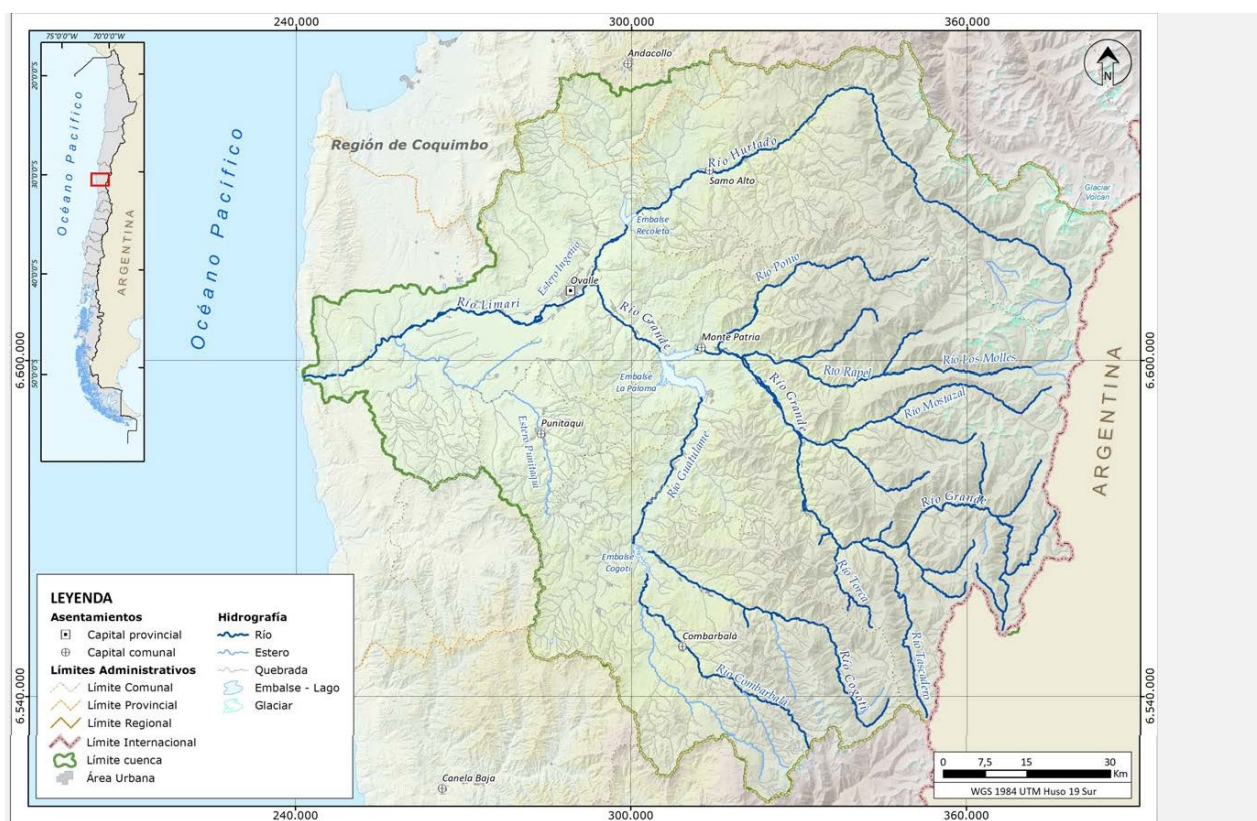 240.000
300.000
360.000
75°0'0"S
70°0'0"S
20°0'0"S
30°0'0"S
40°0'0"S
50°0'0"S
Océano Pacífico
ARGENTINA
Océano Pacífico
Región de Coquimbo
Andacollo
N
Río Hurtado
Samo Alto
Glaciar
Volcán
Embalse
Recoleta
Estero Ingenio
Ovalle
Río Ponio
Río Limarí
Río Grande
Monte Patria
Río Los Molles
Río Rapel
Embalse
La Paloma
Río Grande
Río Mostazal
Punitaqui
Estero Punitaqui
Río Guatulame
Río Grande
ARGENTINA
Embalse
Cogotí
Río Torca
Río Tascadero
Combarbalá
Río Cogotí
Río Combarbalá
Canela Baja
6.600.000
6.540.000
6.600.000
6.540.000
LEYENDA
Asentamientos
Capital provincial
Capital comunal
Límites Administrativos
Límite Comunal
Límite Provincial
Límite Regional
Límite Internacional
Límite cuenca
Área Urbana
Hidrografía
Río
Estero
Quebrada
Embalse - Lago
Glaciar
0 7,5 15 30
Km
WGS 1984 UTM Huso 19 Sur
240.000
300.000
360.000